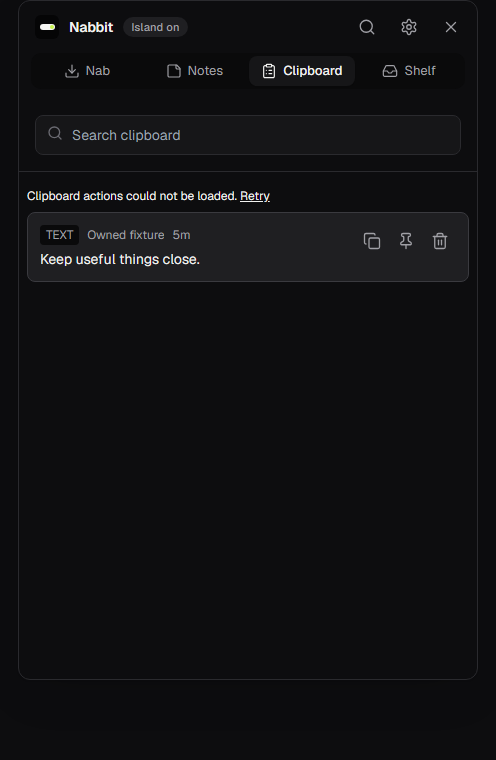 Nabbit Island on
Nab Notes Clipboard Shelf
Search clipboard
Clipboard actions could not be loaded. Retry
TEXT Owned fixture 5m
Keep useful things close.